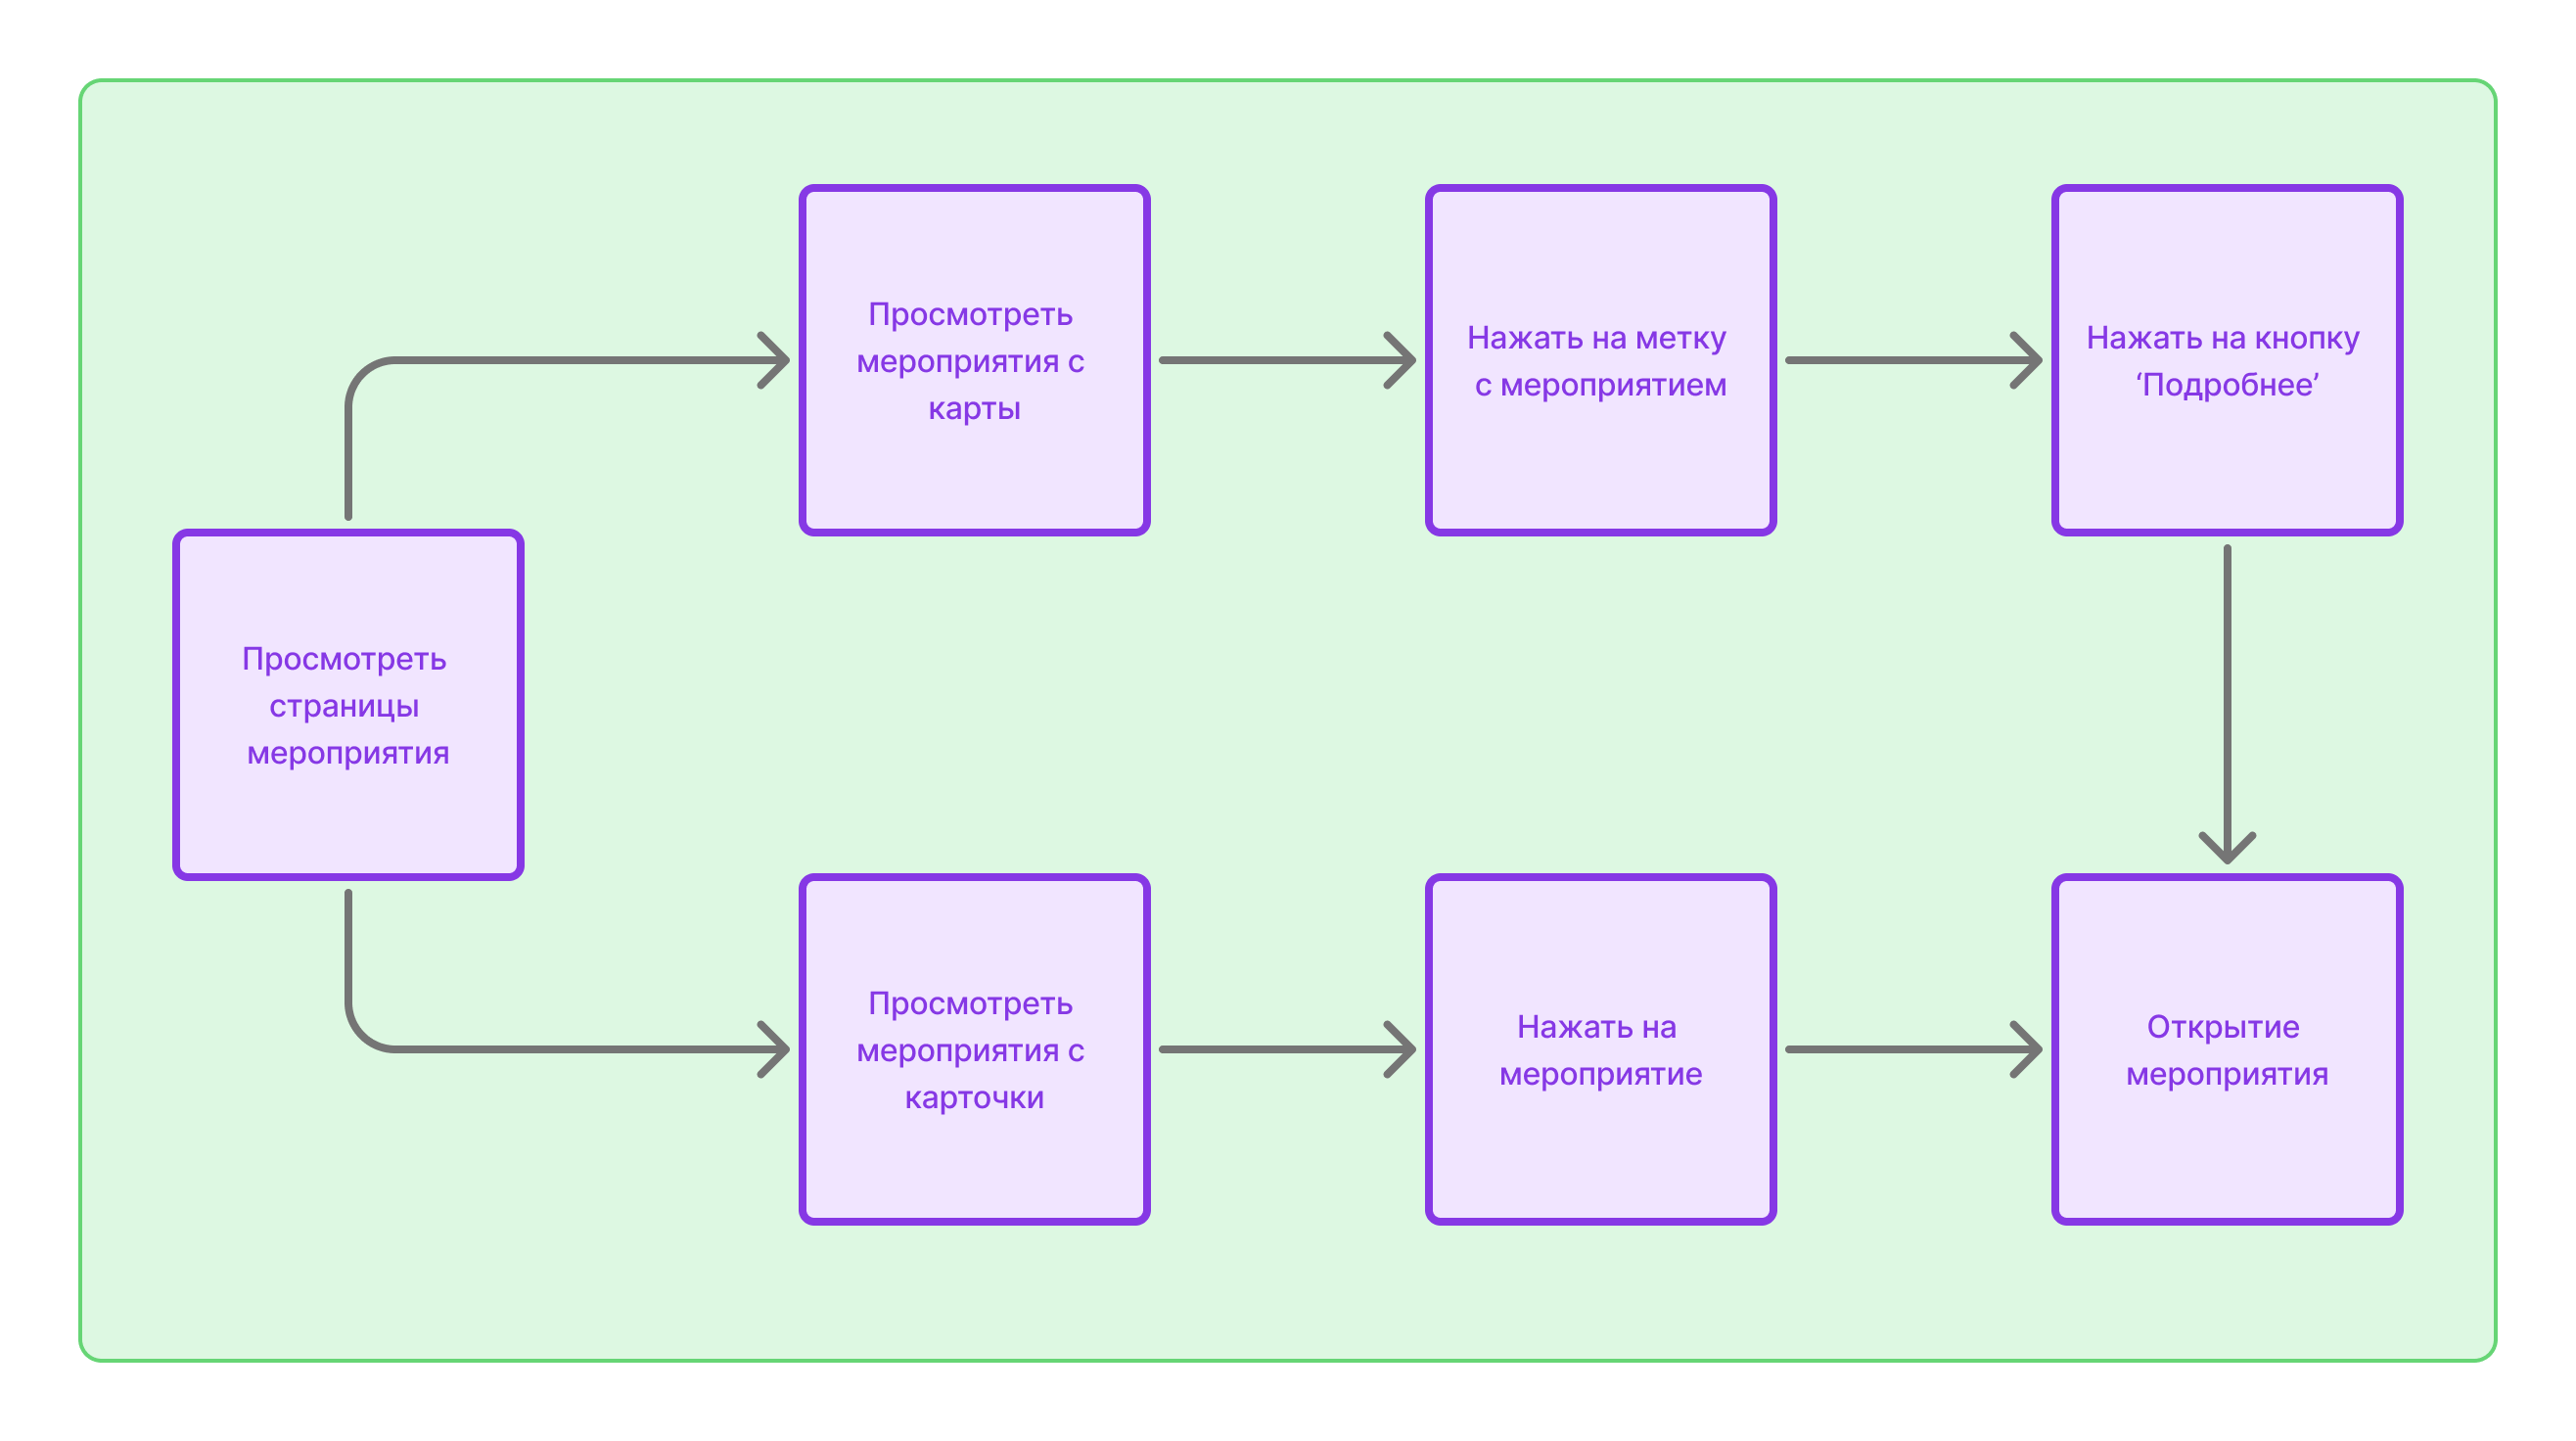 Просмотреть
мероприятия с
карты
Нажать на метку
с мероприятием
Нажать на кнопку
‘Подробнее’
Просмотреть
страницы
мероприятия
Просмотреть
мероприятия с
карточки
Нажать на
мероприятие
Открытие
мероприятия